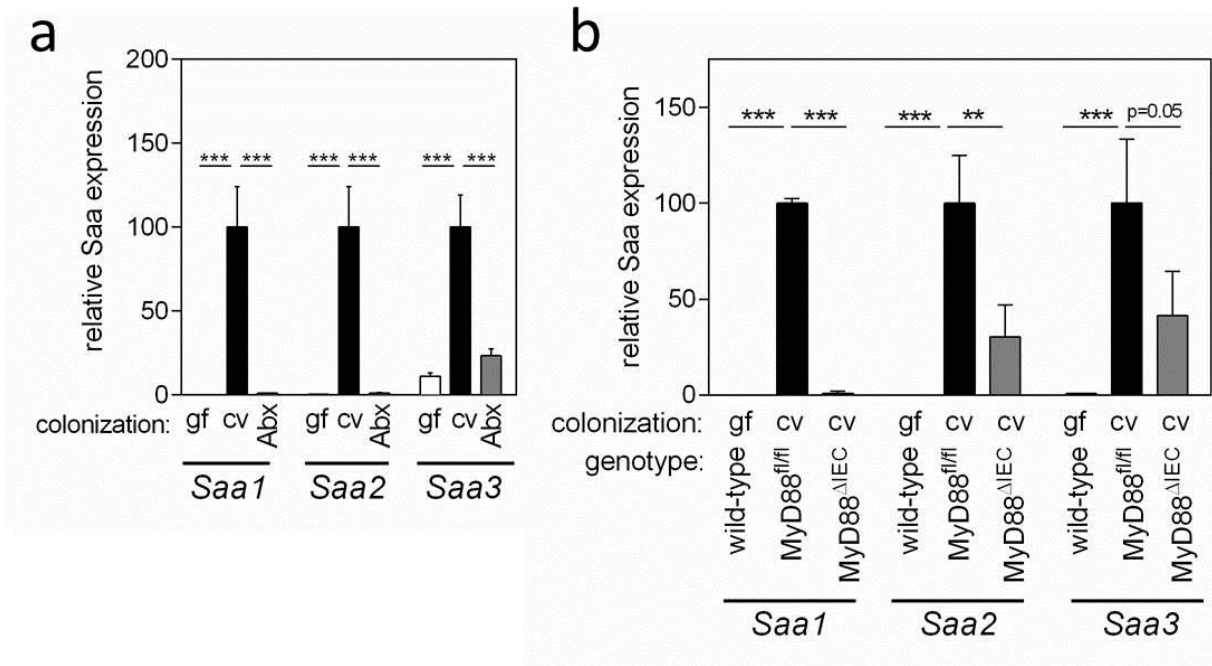 a
200
150
100
50
0
relative Saa expression
*** *** *** *** *** ***
colonization: gf cv Abx gf cv Abx gf cv Abx
Saa1 Saa2 Saa3
b
150
100
50
0
relative Saa expression
*** *** *** ** *** p=0.05
colonization: gf cv cv gf cv cv gf cv cv
genotype: wild-type MyD88fl/fl MyD88ΔIEC wild-type MyD88fl/fl MyD88ΔIEC wild-type MyD88fl/fl MyD88ΔIEC
Saa1 Saa2 Saa3